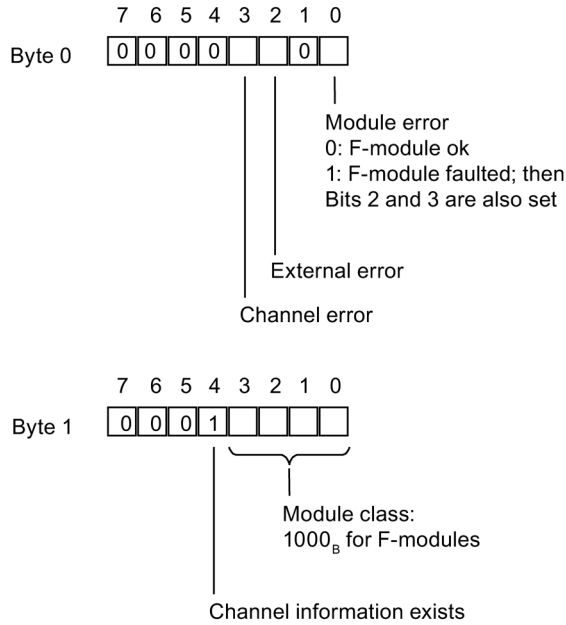 7 6 5 4 3 2 1 0
Byte 0 0 0 0 0 0
Module error
0: F-module ok
1: F-module faulted; then
Bits 2 and 3 are also set
External error
Channel error
7 6 5 4 3 2 1 0
Byte 1 0 0 0 1
Module class:
1000B for F-modules
Channel information exists